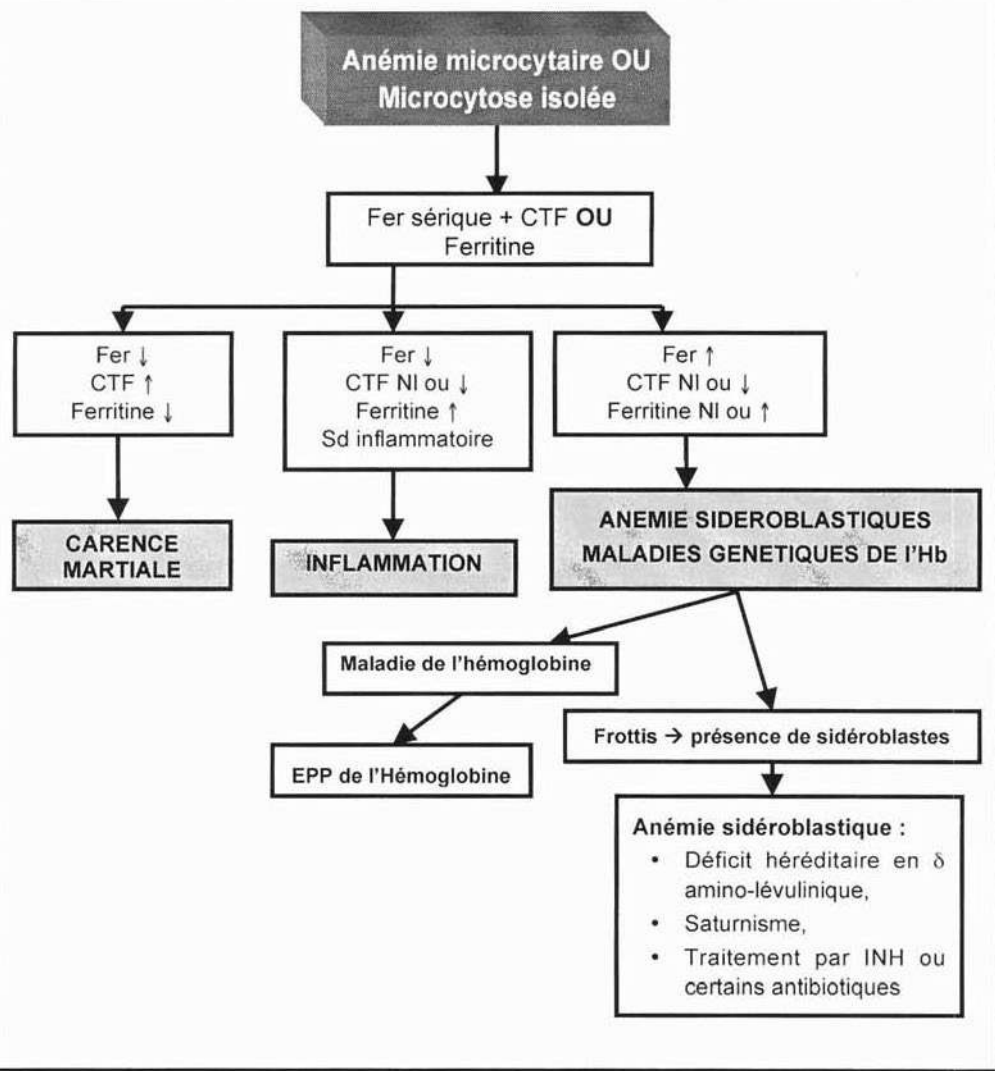 Anémie microcytaire OU
Microcytose isolée
Fer sérique + CTF OU
Ferritine
Fer ↓
CTF ↑
Ferritine ↓
Fer ↓
CTF Nl ou ↓
Ferritine ↑
Sd inflammatoire
Fer ↑
CTF Nl ou ↓
Ferritine Nl ou ↑
CARENCE
MARTIALE
INFLAMMATION
ANEMIE SIDEROBLASTIQUES
MALADIES GENETIQUES DE l'Hb
Maladie de l'hémoglobine
EPP de l'Hémoglobine
Frottis → présence de sidéroblastes
Anémie sidéroblastique :
• Déficit héréditaire en δ
amino-lévulinique,
• Saturnisme,
• Traitement par INH ou
certains antibiotiques